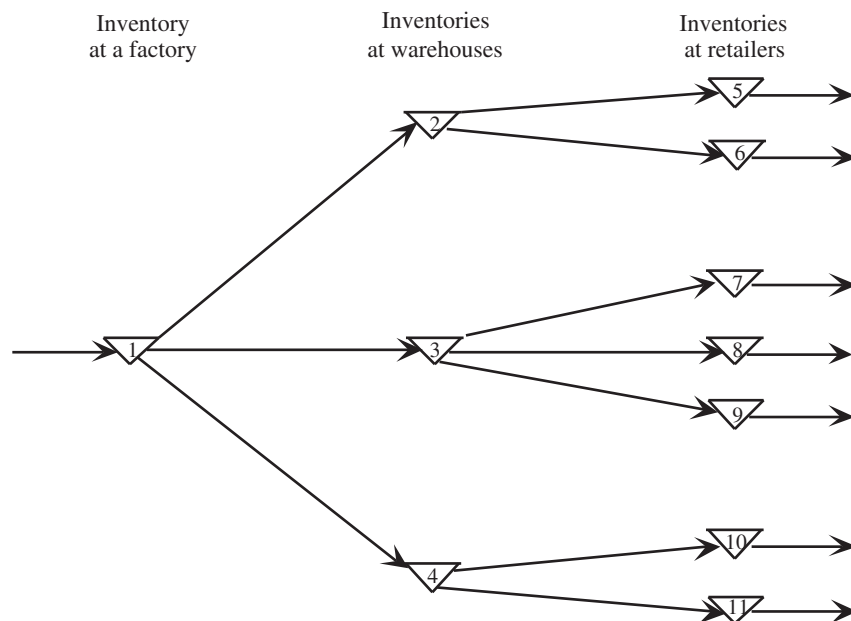 Inventory
at a factory
Inventories
at warehouses
Inventories
at retailers
5
2
6
7
1
3
8
9
10
4
11